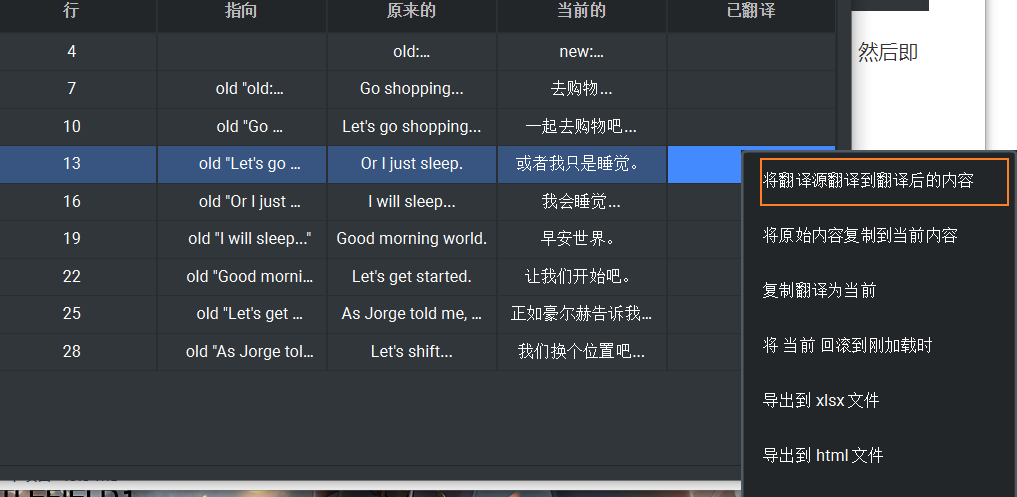 行 指向 原来的 当前的 已翻译
4 old:... new:...
7 old "old:... Go shopping... 去购物...
10 old "Go ... Let's go shopping... 一起去购物吧...
13 old "Let's go ... Or I just sleep. 或者我只是睡觉。
16 old "Or I just ... I will sleep... 我会睡觉...
19 old "I will sleep..." Good morning world. 早安世界。
22 old "Good morni... Let's get started. 让我们开始吧。
25 old "Let's get ... As Jorge told me, ... 正如豪尔赫告诉我...
28 old "As Jorge tol... Let's shift... 我们换个位置吧...
然后即
将翻译源翻译到翻译后的内容
将原始内容复制到当前内容
复制翻译为当前
将 当前 回滚到刚加载时
导出到 xlsx 文件
导出到 html 文件